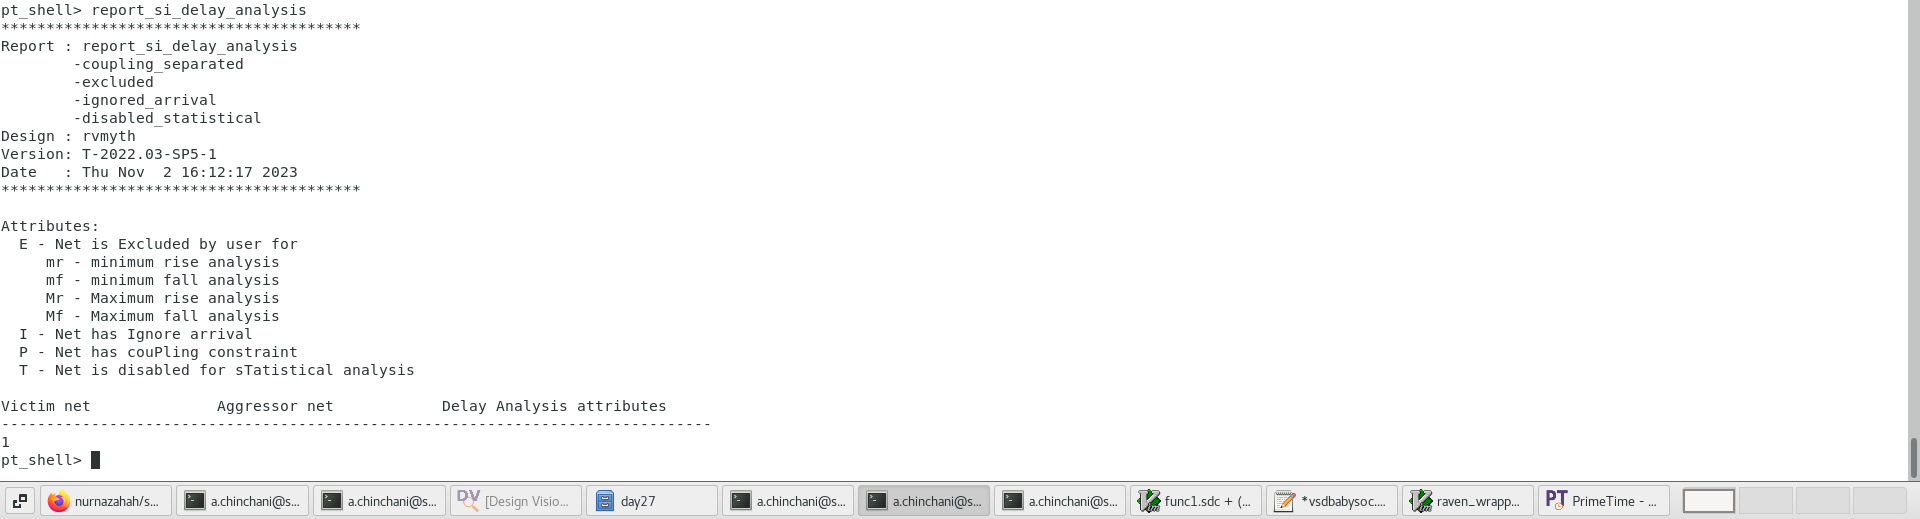 pt_shell> report_si_delay_analysis
****************************************
Report : report_si_delay_analysis
        -coupling_separated
        -excluded
        -ignored_arrival
        -disabled_statistical
Design : rvmyth
Version: T-2022.03-SP5-1
Date   : Thu Nov  2 16:12:17 2023
****************************************
Attributes:
  E - Net is Excluded by user for
     mr - minimum rise analysis
     mf - minimum fall analysis
     Mr - Maximum rise analysis
     Mf - Maximum fall analysis
  I - Net has Ignore arrival
  P - Net has couPling constraint
  T - Net is disabled for sTatistical analysis
Victim net              Aggressor net            Delay Analysis attributes
-------------------------------------------------------------------------------
1
pt_shell>
nurnazahah/s... a.chinchani@s... a.chinchani@s... DV [Design Visio... day27 a.chinchani@s... a.chinchani@s... a.chinchani@s... func1.sdc + (... *vsdbabysoc.... raven_wrapp... PT PrimeTime - ...